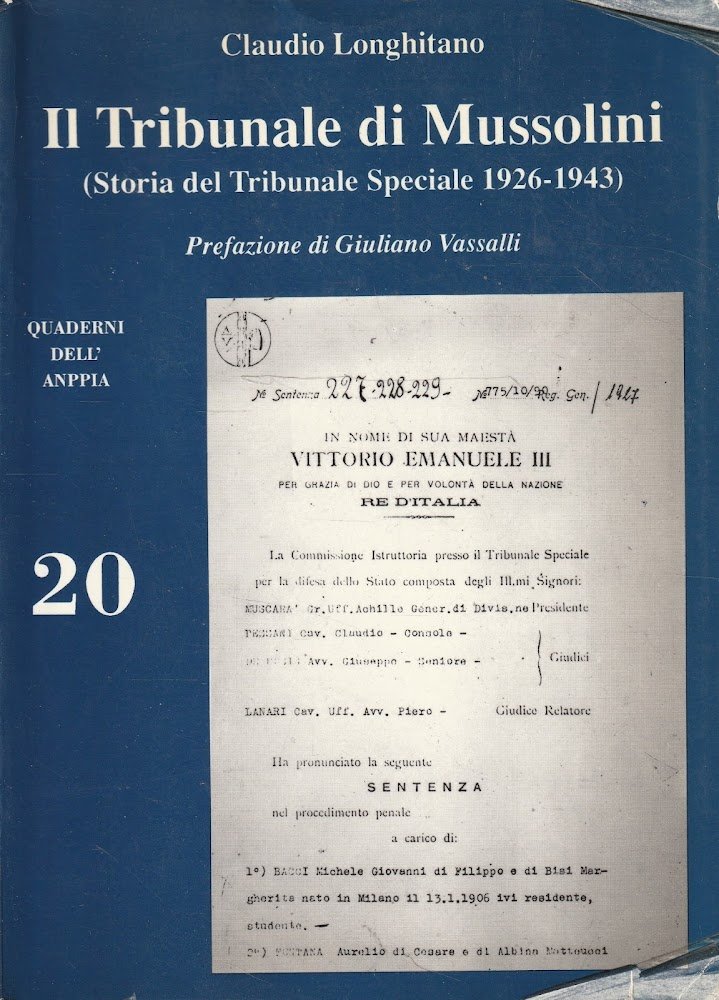 Claudio Longhitano
Il Tribunale di Mussolini
(Storia del Tribunale Speciale 1926-1943)
Prefazione di Giuliano Vassalli
QUADERNI
DELL'
ANPPIA
20
№ Sentenza 227-228-229- № 775/10/ Reg. Gen. / 1927
IN NOME DI SUA MAESTÀ
VITTORIO EMANUELE III
PER GRAZIA DI DIO E PER VOLONTÀ DELLA NAZIONE
RE D'ITALIA
La Commissione Istruttoria presso il Tribunale Speciale
per la difesa dello Stato composta degli Ill.mi Signori:
MUSCARA' Gr.Uff.Achille Gener.di Divis.ne Presidente
Cav. Claudio - Console -
Avv. Giuseppe - Seniore - Giudici
LANARI Cav. Uff. Avv. Piero - Giudice Relatore
Ha pronunciato la seguente
SENTENZA
nel procedimento penale
a carico di:
1°) BACCI Michele Giovanni di Filippo e di Bisi Mar-
gherita nato in Milano il 13.1.1906 ivi residente,
studente. —
2°) FONTANA Aurelio di Cesare e di Albina Matteucci